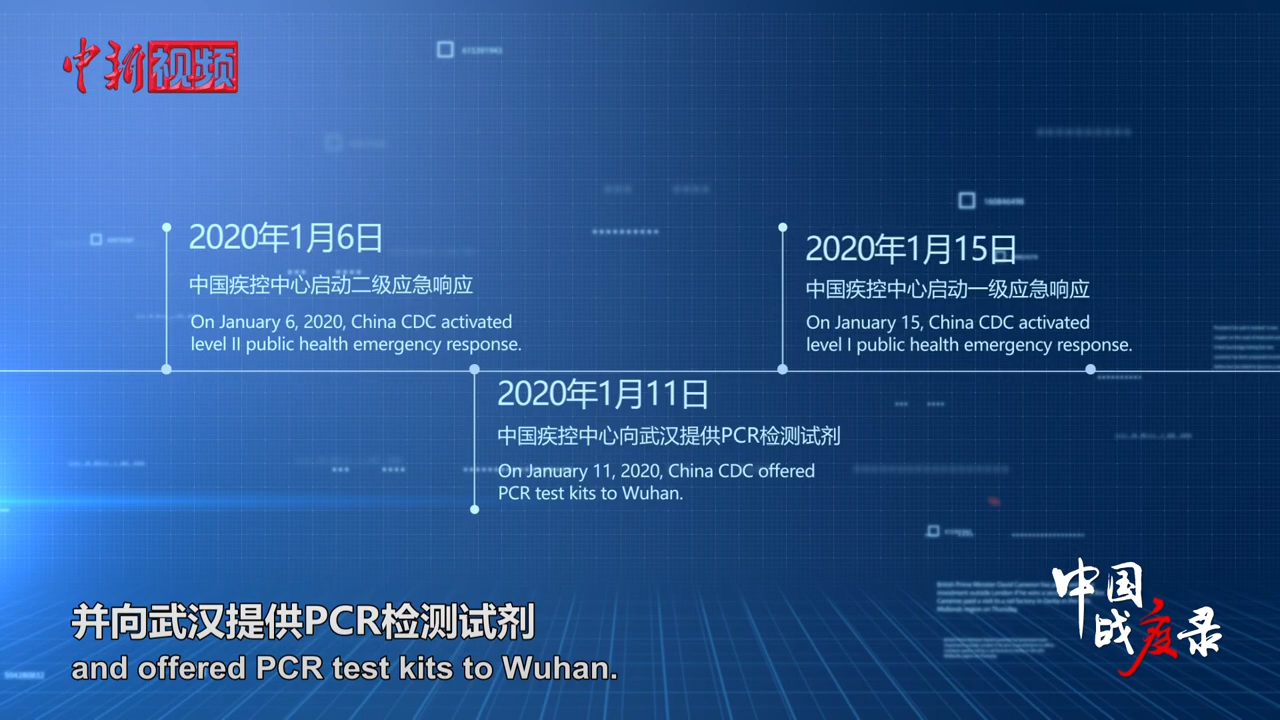 中新视频
2020年1月6日
中国疾控中心启动二级应急响应
On January 6, 2020, China CDC activated
level II public health emergency response.
2020年1月15日
中国疾控中心启动一级应急响应
On January 15, China CDC activated
level I public health emergency response.
2020年1月11日
中国疾控中心向武汉提供PCR检测试剂
On January 11, 2020, China CDC offered
PCR test kits to Wuhan.
并向武汉提供PCR检测试剂
and offered PCR test kits to Wuhan.
中国
战疫录